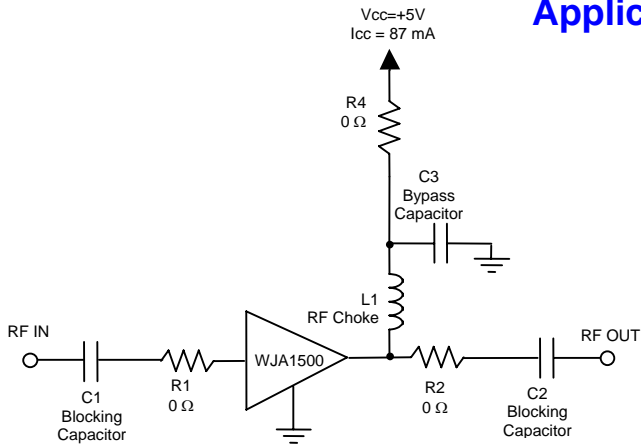 Applic
Vcc=+5V
Icc = 87 mA
R4
0 Ω
C3
Bypass
Capacitor
L1
RF Choke
RF IN
WJA1500
RF OUT
R1
0 Ω
R2
0 Ω
C1
Blocking
Capacitor
C2
Blocking
Capacitor